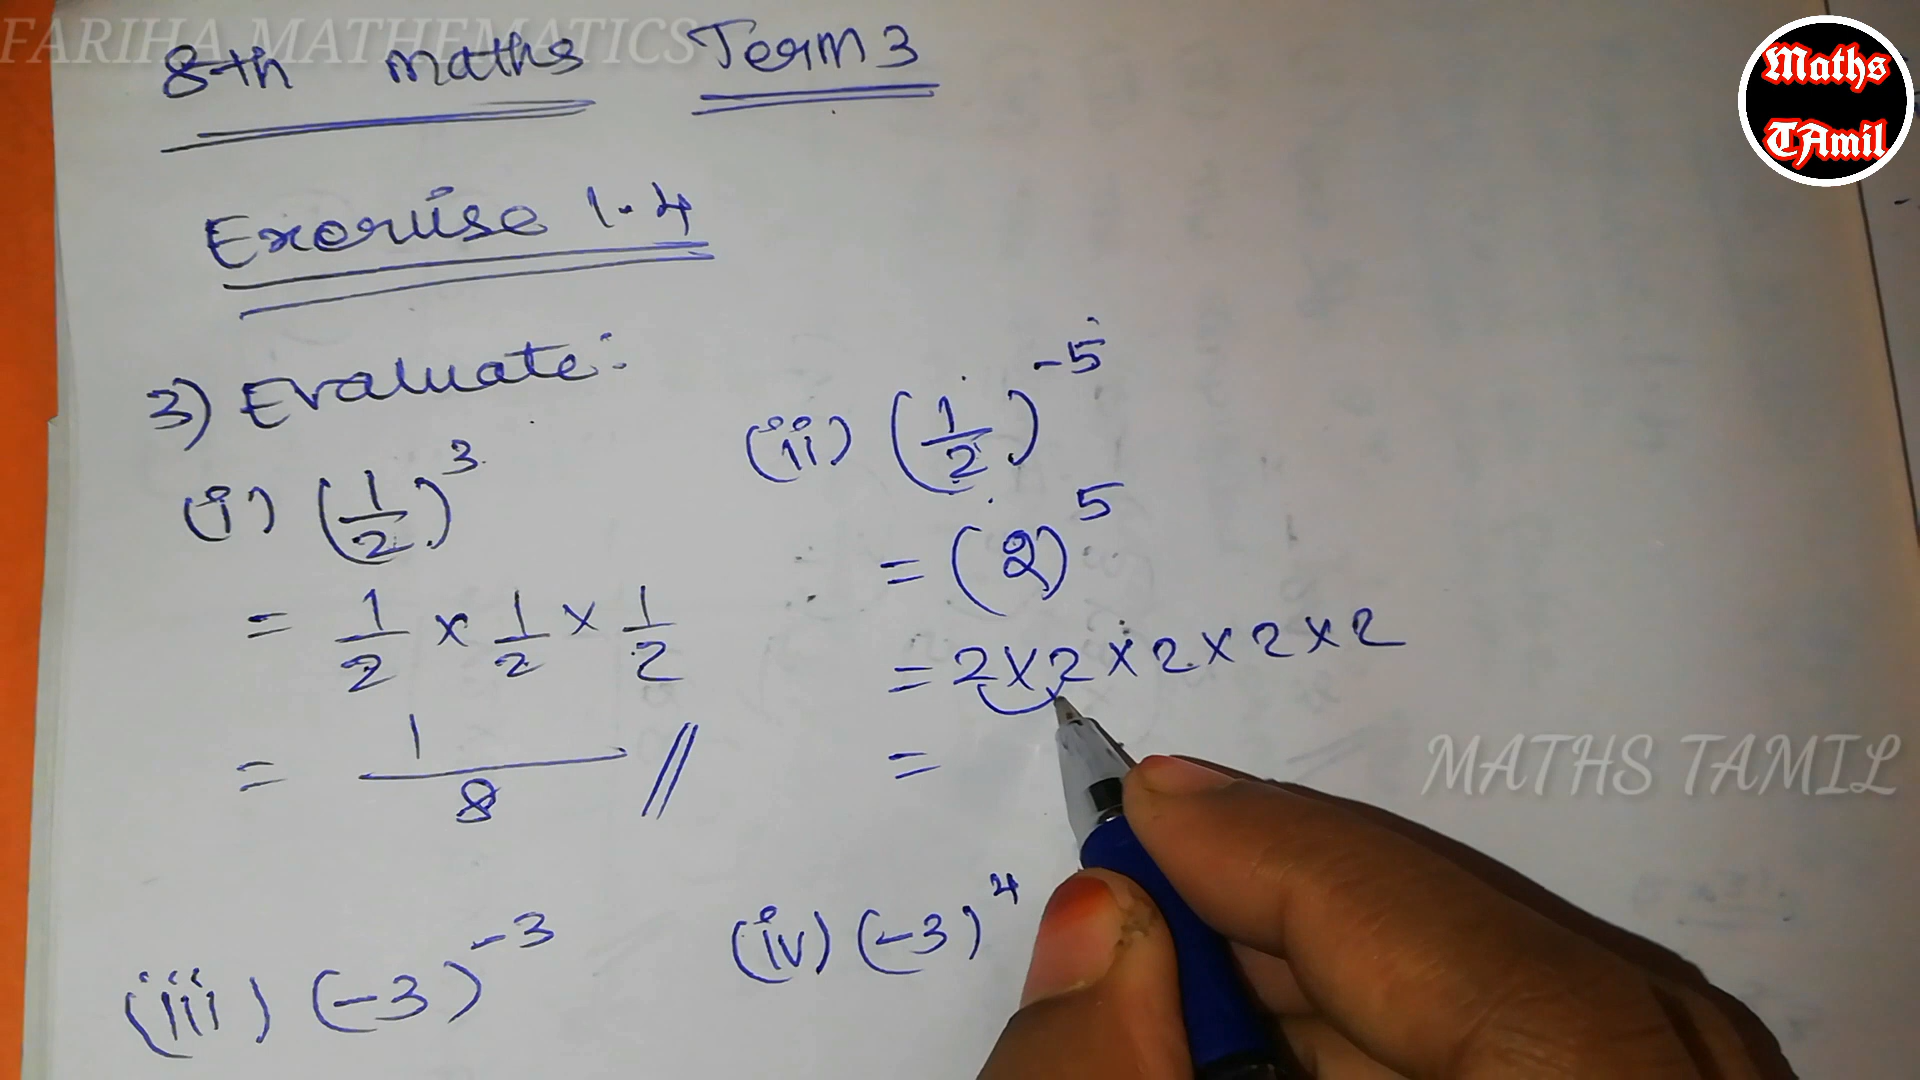 FARIHA MATHEMATICS
8th maths Term 3
Maths
TAmil
Exercise 1.4
3) Evaluate:
(i) (1/2)^3
= 1/2 × 1/2 × 1/2
= 1/8 //
(ii) (1/2)^-5
= (2)^5
= 2 × 2 × 2 × 2 × 2
=
MATHS TAMIL
(iii) (-3)^-3
(iv) (-3)^4